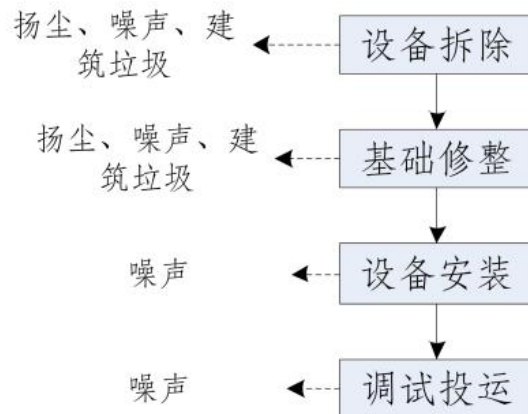 扬尘、噪声、建
筑垃圾
设备拆除
扬尘、噪声、建
筑垃圾
基础修整
噪声
设备安装
噪声
调试投运